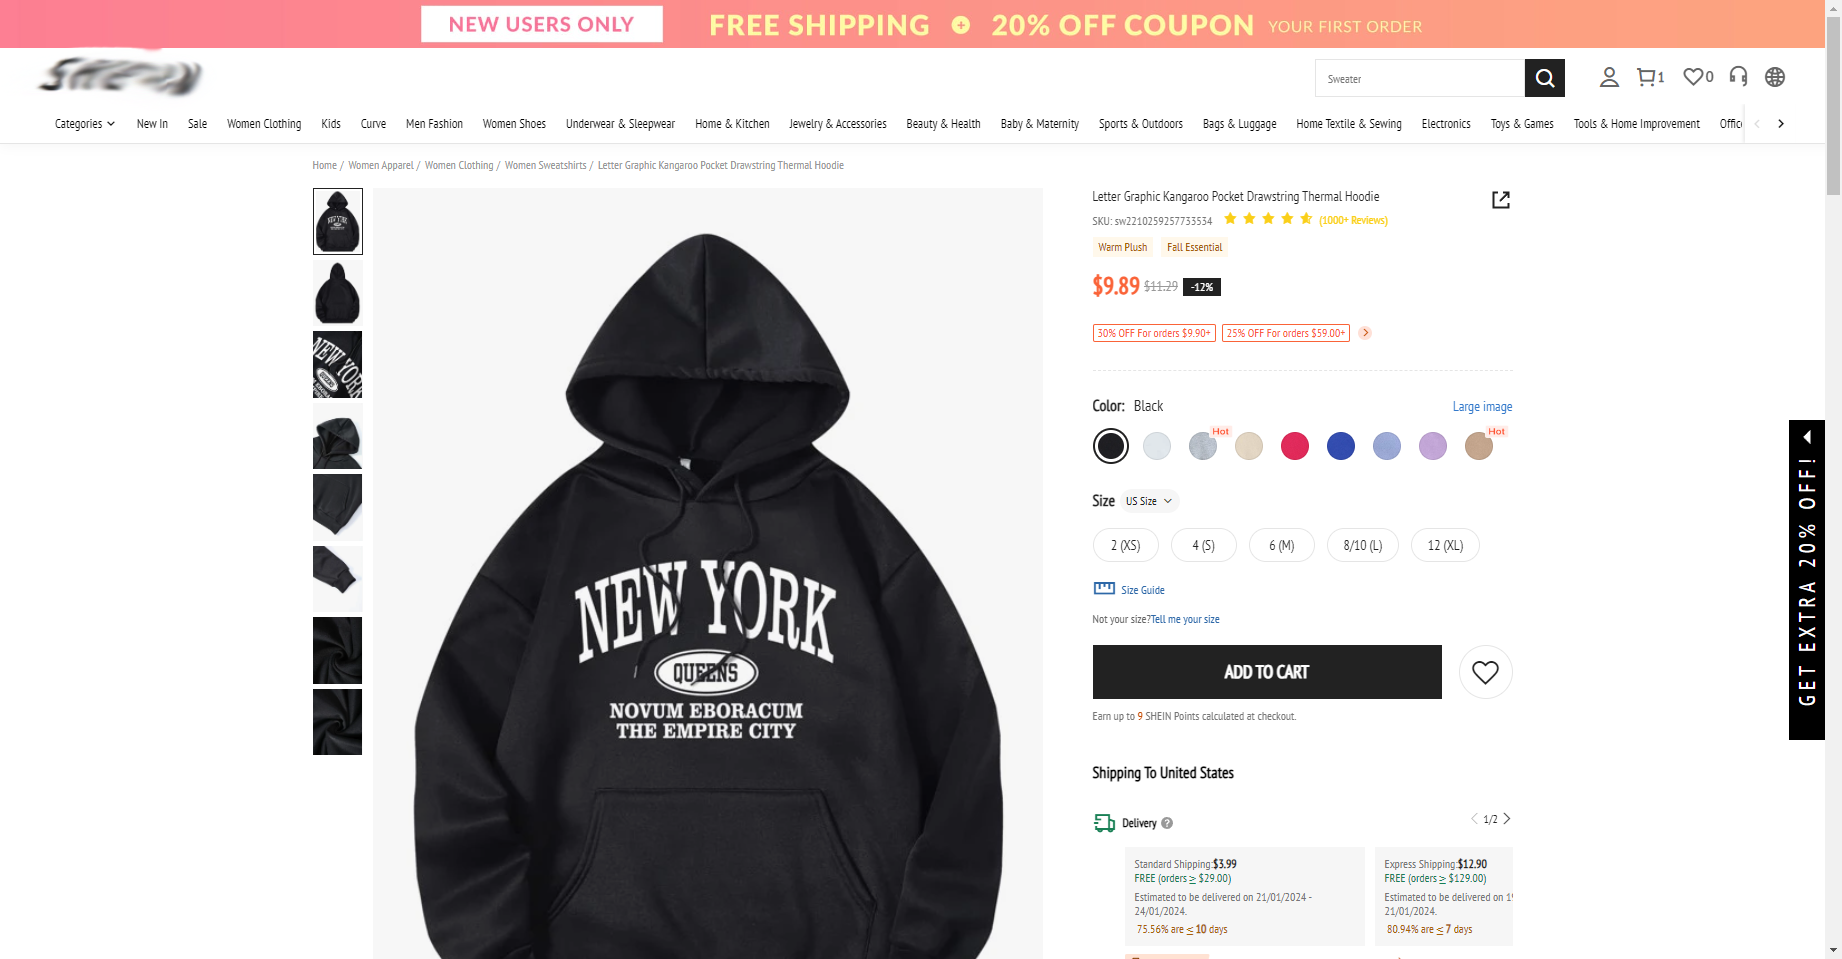 NEW USERS ONLY
FREE SHIPPING + 20% OFF COUPON YOUR FIRST ORDER
Sweater
1
0
Categories New In Sale Women Clothing Kids Curve Men Fashion Women Shoes Underwear & Sleepwear Home & Kitchen Jewelry & Accessories Beauty & Health Baby & Maternity Sports & Outdoors Bags & Luggage Home Textile & Sewing Electronics Toys & Games Tools & Home Improvement Offic
Home / Women Apparel / Women Clothing / Women Sweatshirts / Letter Graphic Kangaroo Pocket Drawstring Thermal Hoodie
NEW YORK
QUEENS
NOVUM EBORACUM
THE EMPIRE CITY
Letter Graphic Kangaroo Pocket Drawstring Thermal Hoodie
SKU: sw2210259257733534 (1000+ Reviews)
Warm Plush Fall Essential
$9.89 $11.29 -12%
30% OFF For orders $9.90+ 25% OFF For orders $59.00+
Color: Black Large image
Hot Hot
Size US Size
2 (XS) 4 (S) 6 (M) 8/10 (L) 12 (XL)
Size Guide
Not your size?Tell me your size
ADD TO CART
Earn up to 9 SHEIN Points calculated at checkout.
Shipping To United States
Delivery ? 1/2
Standard Shipping:$3.99
FREE (orders ≥ $29.00)
Estimated to be delivered on 21/01/2024 -
24/01/2024.
75.56% are ≤ 10 days
Express Shipping:$12.90
FREE (orders ≥ $129.00)
Estimated to be delivered on
21/01/2024.
80.94% are ≤ 7 days
GET EXTRA 20% OFF!